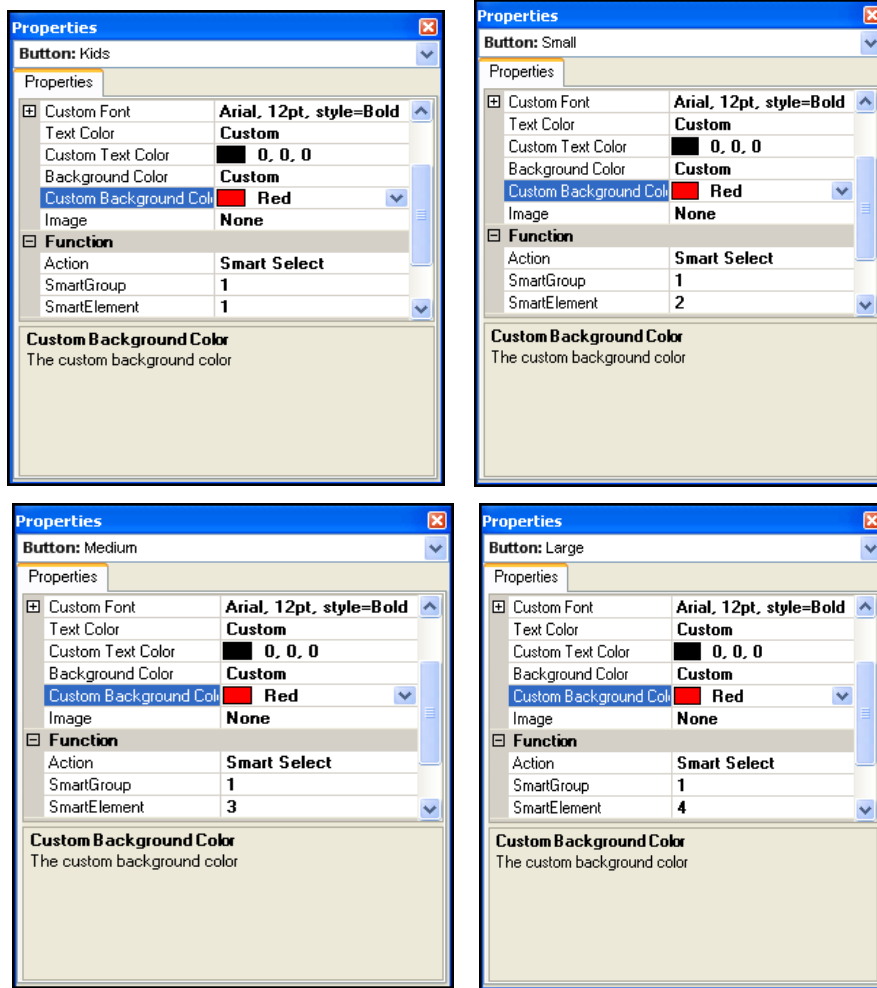 Properties
Button: Kids
Properties
Custom Font Arial, 12pt, style=Bold
Text Color Custom
Custom Text Color 0, 0, 0
Background Color Custom
Custom Background Col Red
Image None
Function
Action Smart Select
SmartGroup 1
SmartElement 1
Custom Background Color
The custom background color
Properties
Button: Small
Properties
Custom Font Arial, 12pt, style=Bold
Text Color Custom
Custom Text Color 0, 0, 0
Background Color Custom
Custom Background Col Red
Image None
Function
Action Smart Select
SmartGroup 1
SmartElement 2
Custom Background Color
The custom background color
Properties
Button: Medium
Properties
Custom Font Arial, 12pt, style=Bold
Text Color Custom
Custom Text Color 0, 0, 0
Background Color Custom
Custom Background Col Red
Image None
Function
Action Smart Select
SmartGroup 1
SmartElement 3
Custom Background Color
The custom background color
Properties
Button: Large
Properties
Custom Font Arial, 12pt, style=Bold
Text Color Custom
Custom Text Color 0, 0, 0
Background Color Custom
Custom Background Col Red
Image None
Function
Action Smart Select
SmartGroup 1
SmartElement 4
Custom Background Color
The custom background color